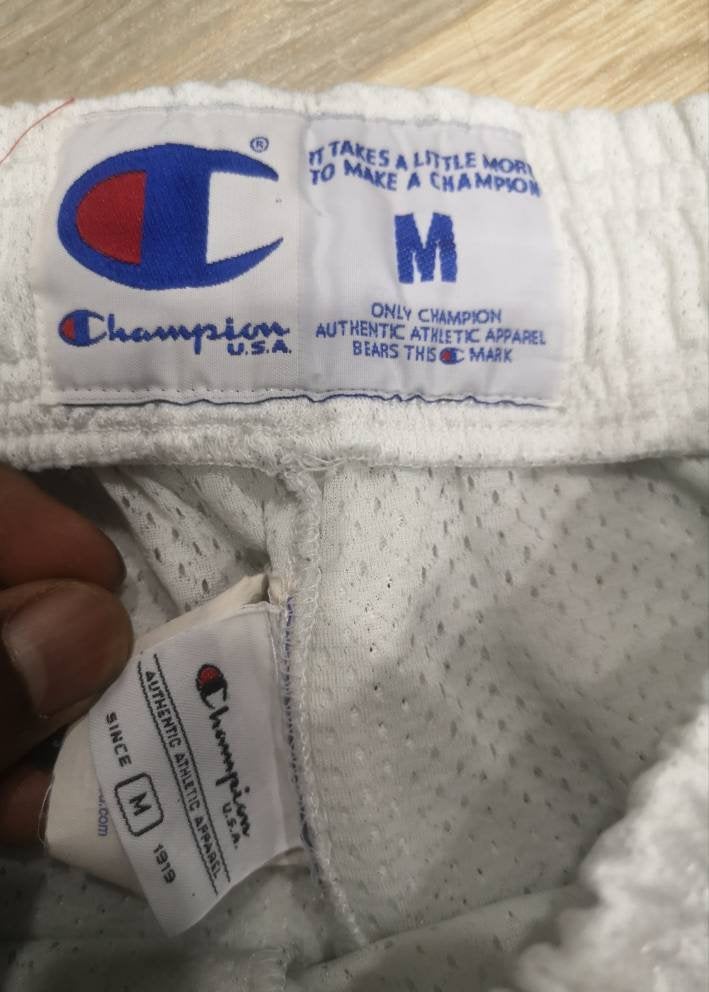 ®
IT TAKES A LITTLE MORE
TO MAKE A CHAMPION
M
Champion
U.S.A.
ONLY CHAMPION
AUTHENTIC ATHLETIC APPAREL
BEARS THIS C MARK
Champion
U.S.A.
AUTHENTIC ATHLETIC APPAREL
SINCE M 1919
.com